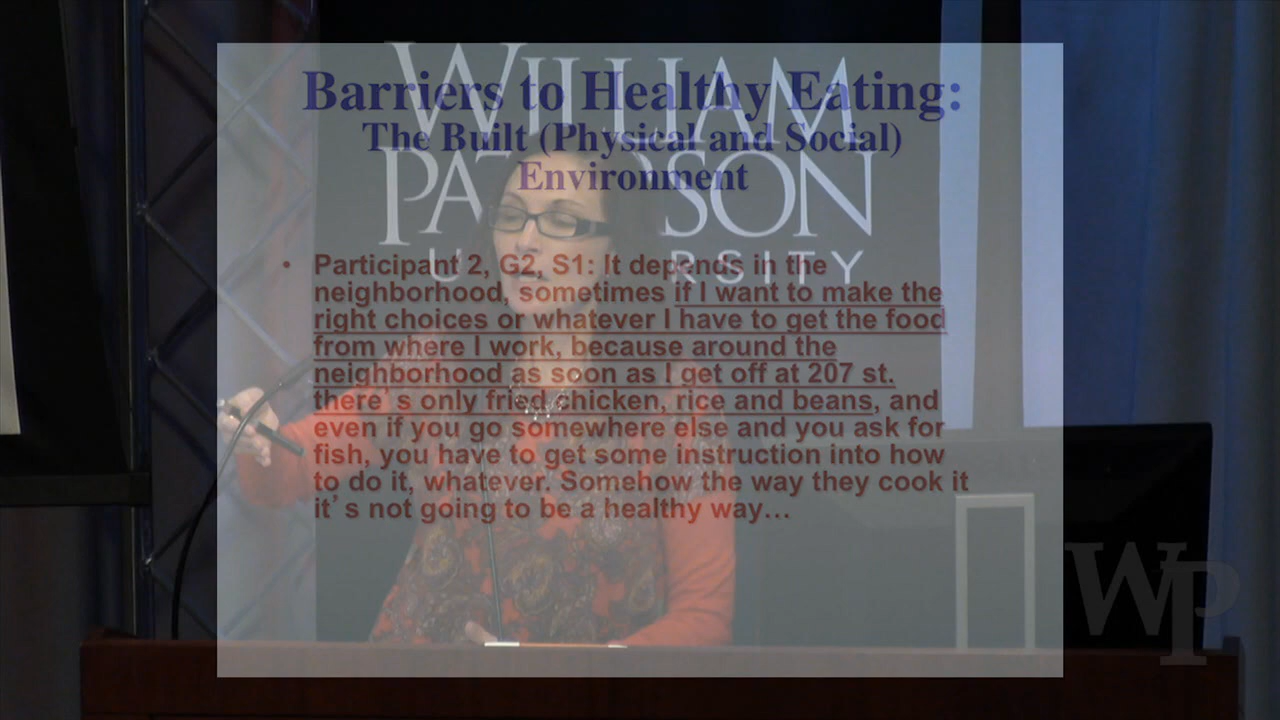 Barriers to Healthy Eating:
The Built (Physical and Social)
Environment
• Participant 2, G2, S1: It depends in the
neighborhood, sometimes if I want to make the
right choices or whatever I have to get the food
from where I work, because around the
neighborhood as soon as I get off at 207 st.
there's only fried chicken, rice and beans, and
even if you go somewhere else and you ask for
fish, you have to get some instruction into how
to do it, whatever. Somehow the way they cook it
it's not going to be a healthy way…
WILLIAM
PATERSON
UNIVERSITY
WP